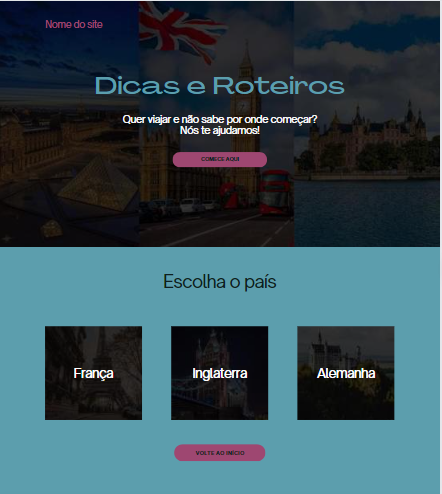 Nome do site
Dicas e Roteiros
Quer viajar e não sabe por onde começar?
Nós te ajudamos!
COMECE AQUI
Escolha o país
França
Inglaterra
Alemanha
VOLTE AO INÍCIO